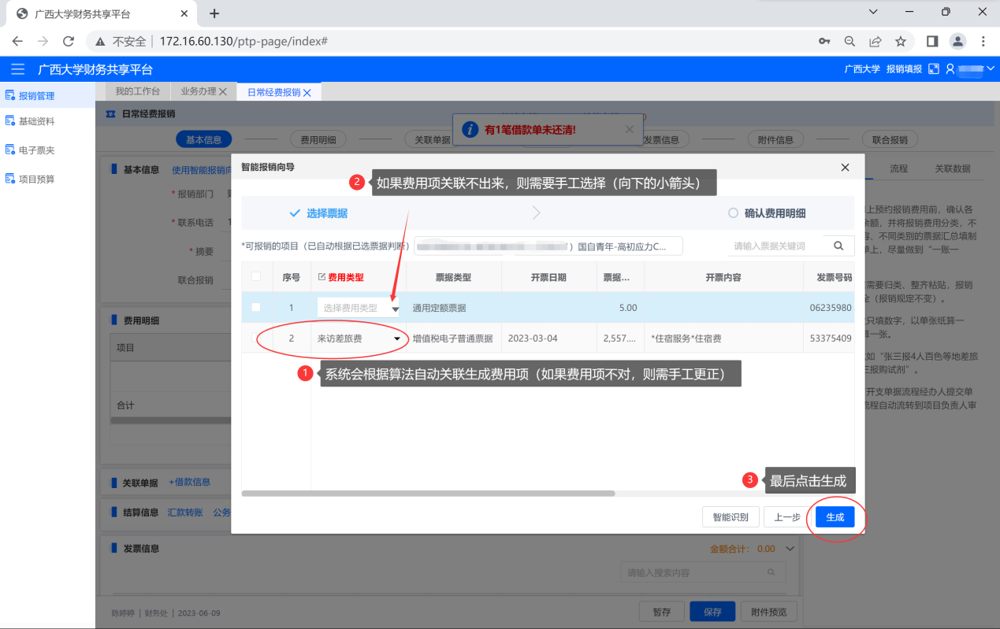 广西大学财务共享平台
不安全 172.16.60.130/ptp-page/index#
广西大学财务共享平台 广西大学 报销填报
报销管理 我的工作台 业务办理 日常经费报销
基础资料
电子票夹
项目预算
日常经费报销
有1笔借款单未还清!
基本信息 费用明细 关联单据 发票信息 附件信息 联合报销
基本信息 使用智能报销向 流程 关联数据
* 报销部门
* 联系电话 1
* 摘要
联合报销
费用明细
项目
合计
关联单据 +借款信息
结算信息 汇款转账 公务
发票信息 金额合计: 0.00
请输入搜索内容
陈婷婷 | 财务处 | 2023-06-09 暂存 保存 附件预览
智能报销向导
2 如果费用项关联不出来，则需要手工选择（向下的小箭头）
选择票据 确认费用明细
*可报销的项目（已自动根据已选票据判断） ）国自青年-高初应力C... 请输入票据关键词
序号 费用类型 票据类型 开票日期 票据... 开票内容 发票号码
1 选择费用类型 通用定额票据 5.00 06235980
2 来访差旅费 增值税电子普通票据 2023-03-04 2,557.... *住宿服务*住宿费 53375409
1 系统会根据算法自动关联生成费用项（如果费用项不对，则需手工更正）
3 最后点击生成
智能识别 上一步 生成
上预约报销费用前，确认各
余额，并将报销费用分类，不
、不同类别的票据汇总填制
单上，尽量做到“一账一
需要归类、整齐粘贴，报销
全（报销规定不变）。
只填数字，以单张纸算一
算一张。
如“张三报4人百色等地差旅
三报购试剂”。
开支单据流程经办人提交单
流程自动流转到项目负责人审